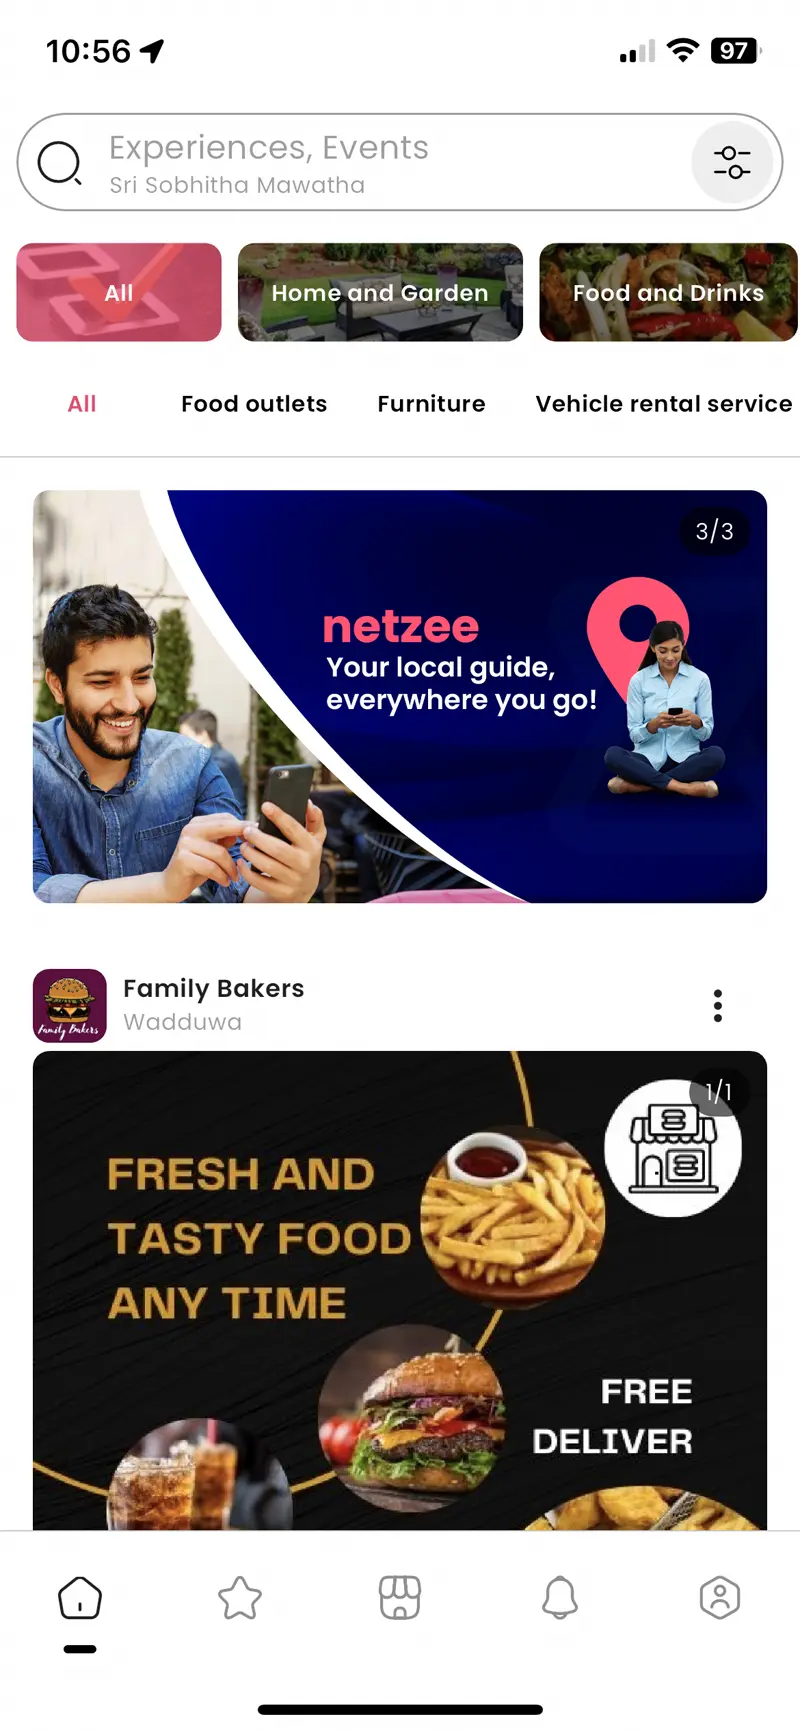 10:56
97
Experiences, Events
Sri Sobhitha Mawatha
All
Home and Garden
Food and Drinks
All
Food outlets
Furniture
Vehicle rental service
3/3
netzee
Your local guide,
everywhere you go!
Family Bakers
Family Bakers
Wadduwa
1/1
FRESH AND
TASTY FOOD
ANY TIME
FREE
DELIVER